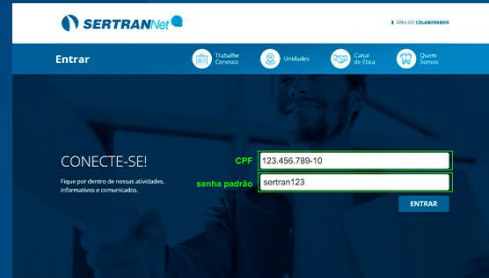 SERTRANNet
ÁREA DO COLABORADOR
Entrar
Trabalhe
Conosco
Unidades
Canal
de Ética
Quem
Somos
CONECTE-SE!
Fique por dentro de nossas atividades,
informativos e comunicados.
CPF
123.456.789-10
senha padrão
sertran123
ENTRAR